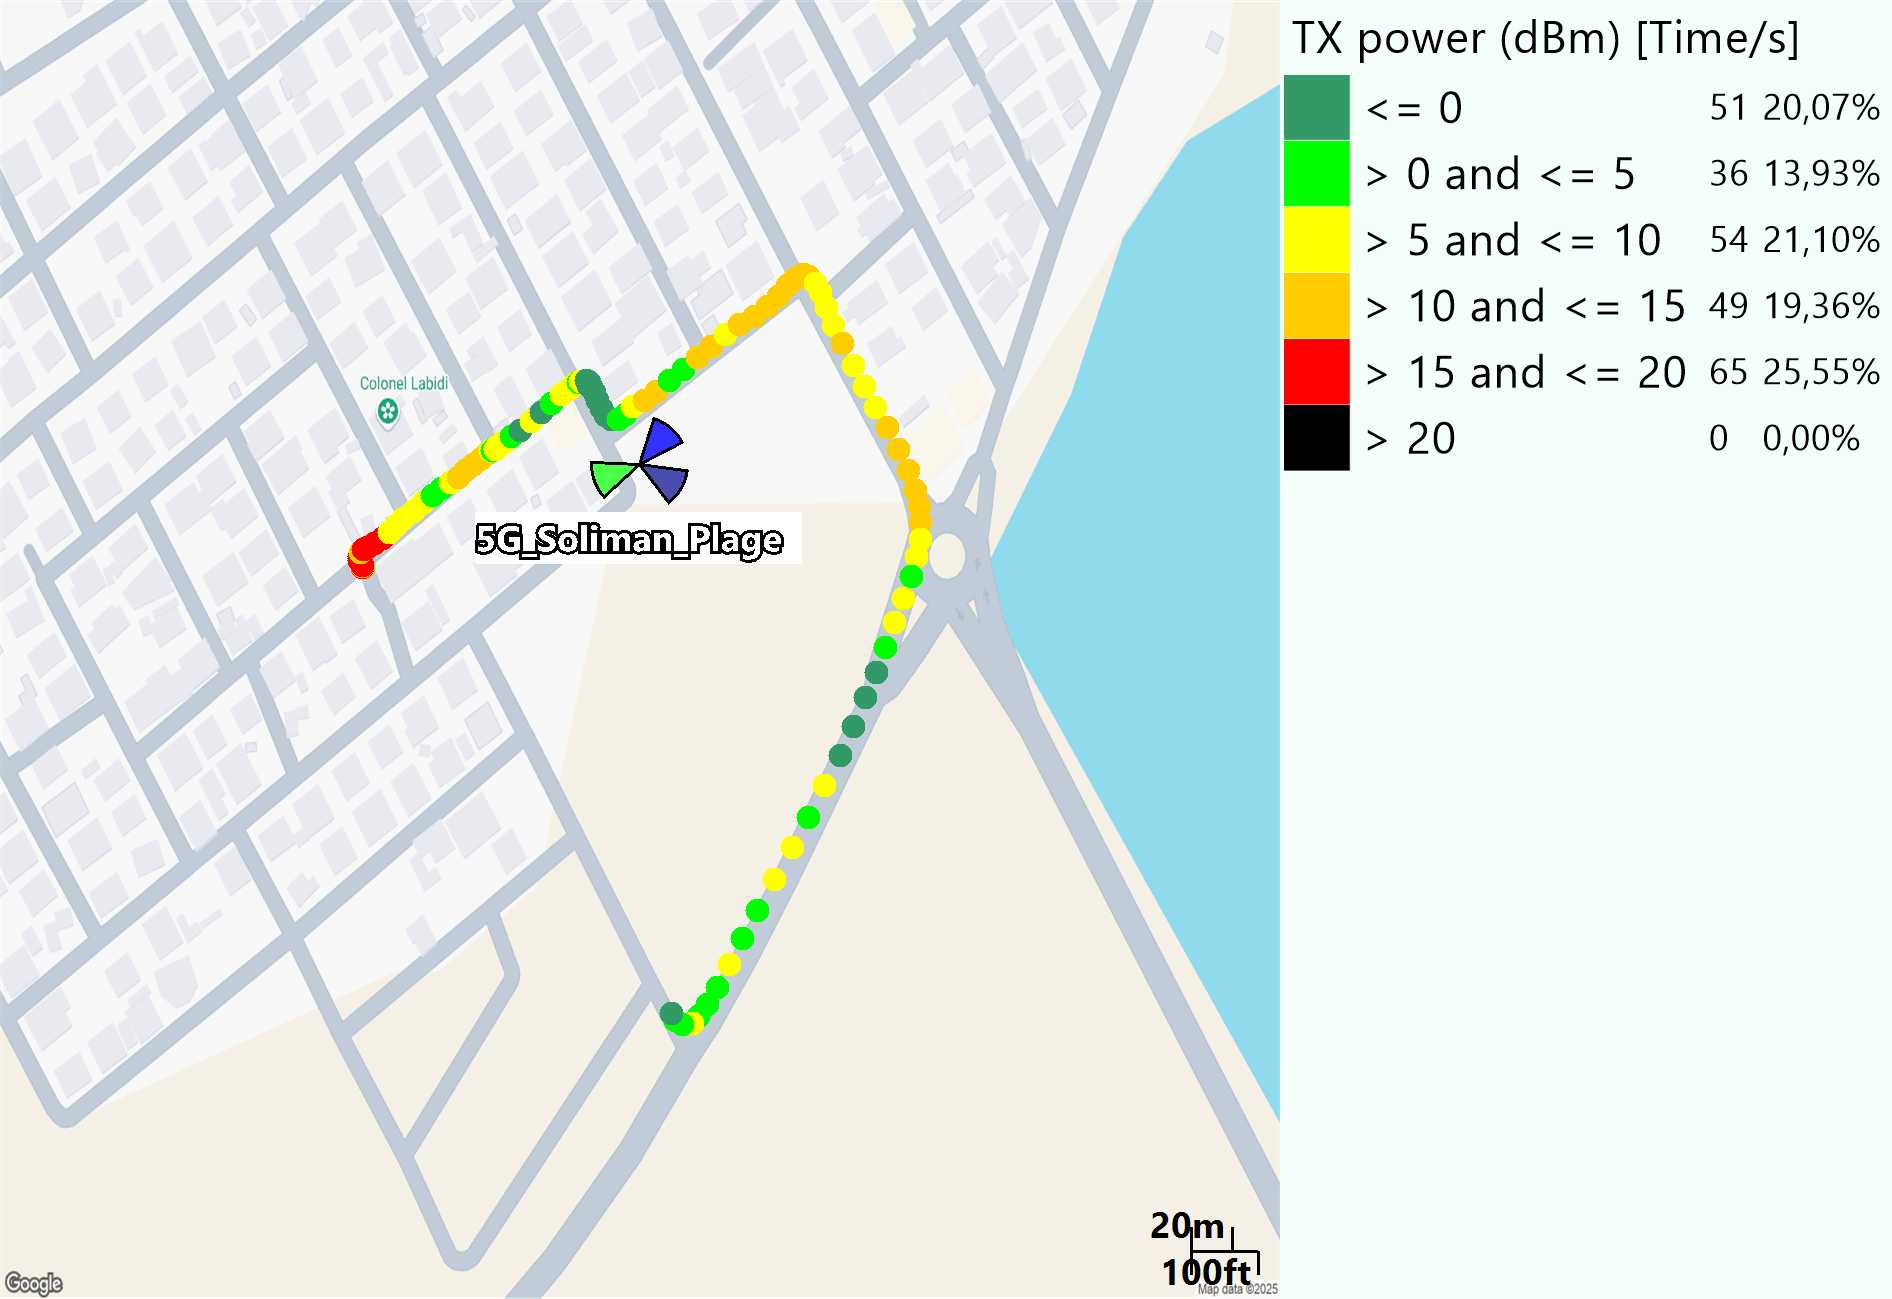 TX power (dBm) [Time/s]
<= 0 51 20,07%
> 0 and <= 5 36 13,93%
> 5 and <= 10 54 21,10%
> 10 and <= 15 49 19,36%
> 15 and <= 20 65 25,55%
> 20 0 0,00%
Colonel Labidi
5G_Soliman_Plage
20m
100ft
Google
Map data ©2025